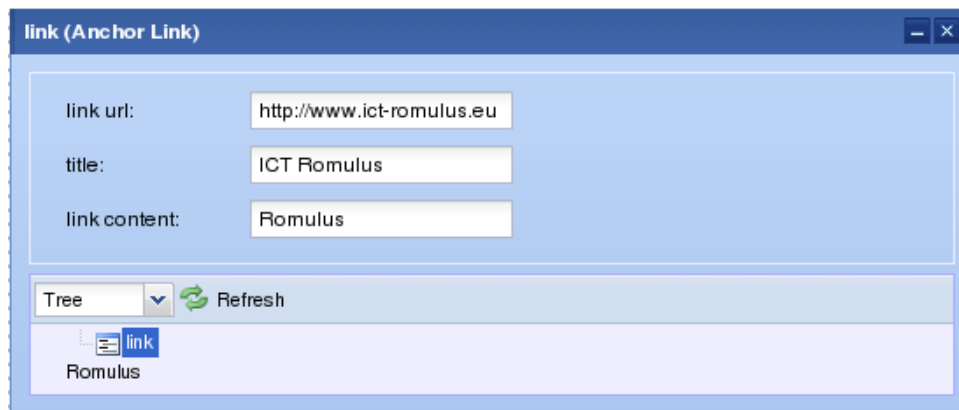 link (Anchor Link)
link url: http://www.ict-romulus.eu
title: ICT Romulus
link content: Romulus
Tree Refresh
link
Romulus